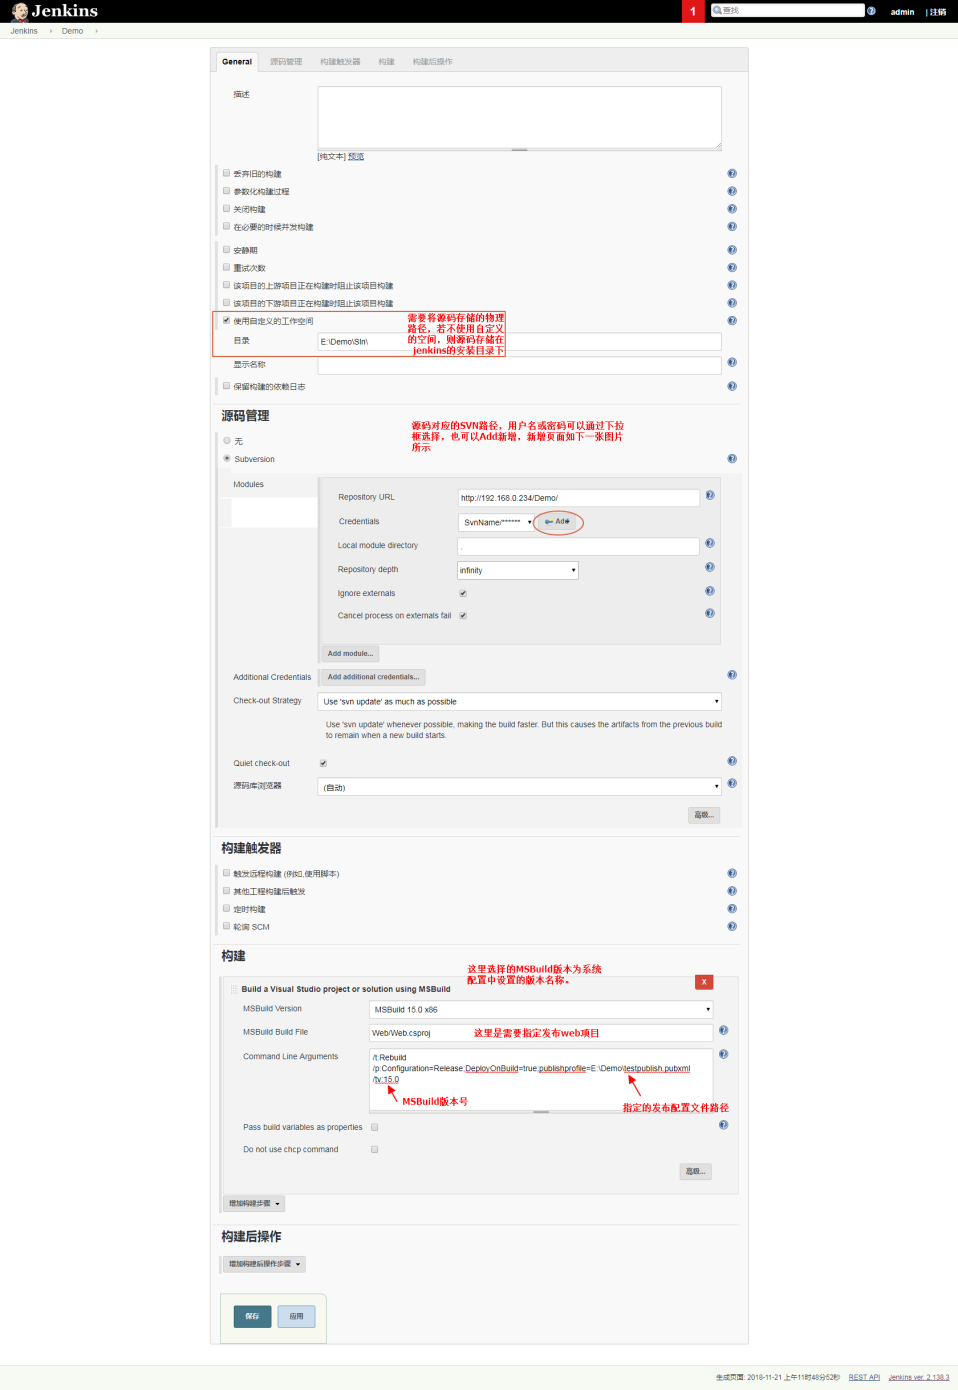 Jenkins
1
查找
admin
| 注销
Jenkins
Demo
General
源码管理
构建触发器
构建
构建后操作
描述
[纯文本] 预览
丢弃旧的构建
参数化构建过程
关闭构建
在必要的时候并发构建
安静期
重试次数
该项目的上游项目正在构建时阻止该项目构建
该项目的下游项目正在构建时阻止该项目构建
使用自定义的工作空间
需要将源码存储的物理
路径，若不使用自定义
的空间，则源码存储在
jenkins的安装目录下
目录
E:\Demo\Sln\
显示名称
保留构建的依赖日志
源码管理
源码对应的SVN路径，用户名或密码可以通过下拉
框选择，也可以Add新增，新增页面如下一张图片
所示
无
Subversion
Modules
Repository URL
http://192.168.0.234/Demo/
Credentials
SvnName/******
Add
Local module directory
.
Repository depth
infinity
Ignore externals
Cancel process on externals fail
Add module...
Additional Credentials
Add additional credentials...
Check-out Strategy
Use 'svn update' as much as possible
Use 'svn update' whenever possible, making the build faster. But this causes the artifacts from the previous build
to remain when a new build starts.
Quiet check-out
源码库浏览器
(自动)
高级...
构建触发器
触发远程构建 (例如,使用脚本)
其他工程构建后触发
定时构建
轮询 SCM
构建
这里选择的MSBuild版本为系统
配置中设置的版本名称。
X
Build a Visual Studio project or solution using MSBuild
MSBuild Version
MSBuild 15.0 x86
MSBuild Build File
Web/Web.csproj
这里是需要指定发布web项目
Command Line Arguments
/t:Rebuild
/p:Configuration=Release;DeployOnBuild=true;publishprofile=E:\Demo\testpublish.pubxml
/tv:15.0
MSBuild版本号
指定的发布配置文件路径
Pass build variables as properties
Do not use chcp command
高级...
增加构建步骤
构建后操作
增加构建后操作步骤
保存
应用
生成页面: 2018-11-21 上午11时48分52秒
REST API
Jenkins ver. 2.138.3